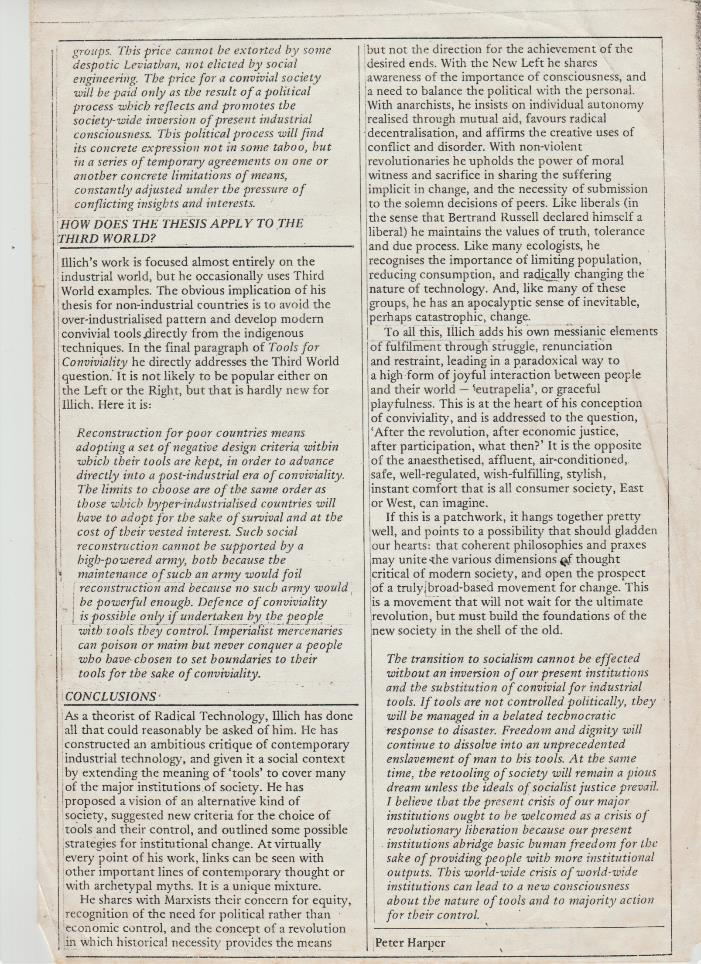 groups. This price cannot be extorted by some
despotic Leviathan, not elicited by social
engineering. The price for a convivial society
will be paid only as the result of a political
process which reflects and promotes the
society-wide inversion of present industrial
consciousness. This political process will find
its concrete expression not in some taboo, but
in a series of temporary agreements on one or
another concrete limitations of means,
constantly adjusted under the pressure of
conflicting insights and interests.
HOW DOES THE THESIS APPLY TO THE
THIRD WORLD?
Illich's work is focused almost entirely on the
industrial world, but he occasionally uses Third
World examples. The obvious implication of his
thesis for non-industrial countries is to avoid the
over-industrialised pattern and develop modern
convivial tools directly from the indigenous
techniques. In the final paragraph of Tools for
Conviviality he directly addresses the Third World
question. It is not likely to be popular either on
the Left or the Right, but that is hardly new for
Illich. Here it is:
Reconstruction for poor countries means
adopting a set of negative design criteria within
which their tools are kept, in order to advance
directly into a post-industrial era of conviviality.
The limits to choose are of the same order as
those which hyper-industrialised countries will
have to adopt for the sake of survival and at the
cost of their vested interest. Such social
reconstruction cannot be supported by a
high-powered army, both because the
maintenance of such an army would foil
reconstruction and because no such army would
be powerful enough. Defence of conviviality
is possible only if undertaken by the people
with tools they control. Imperialist mercenaries
can poison or maim but never conquer a people
who have chosen to set boundaries to their
tools for the sake of conviviality.
CONCLUSIONS
As a theorist of Radical Technology, Illich has done
all that could reasonably be asked of him. He has
constructed an ambitious critique of contemporary
industrial technology, and given it a social context
by extending the meaning of 'tools' to cover many
of the major institutions of society. He has
proposed a vision of an alternative kind of
society, suggested new criteria for the choice of
tools and their control, and outlined some possible
strategies for institutional change. At virtually
every point of his work, links can be seen with
other important lines of contemporary thought or
with archetypal myths. It is a unique mixture.
He shares with Marxists their concern for equity,
recognition of the need for political rather than
economic control, and the concept of a revolution
in which historical necessity provides the means
but not the direction for the achievement of the
desired ends. With the New Left he shares
awareness of the importance of consciousness, and
a need to balance the political with the personal.
With anarchists, he insists on individual autonomy
realised through mutual aid, favours radical
decentralisation, and affirms the creative uses of
conflict and disorder. With non-violent
revolutionaries he upholds the power of moral
witness and sacrifice in sharing the suffering
implicit in change, and the necessity of submission
to the solemn decisions of peers. Like liberals (in
the sense that Bertrand Russell declared himself a
liberal) he maintains the values of truth, tolerance
and due process. Like many ecologists, he
recognises the importance of limiting population,
reducing consumption, and radically changing the
nature of technology. And, like many of these
groups, he has an apocalyptic sense of inevitable,
perhaps catastrophic, change.
To all this, Illich adds his own messianic elements
of fulfilment through struggle, renunciation
and restraint, leading in a paradoxical way to
a high form of joyful interaction between people
and their world — 'eutrapelia', or graceful
playfulness. This is at the heart of his conception
of conviviality, and is addressed to the question,
'After the revolution, after economic justice,
after participation, what then?' It is the opposite
of the anaesthetised, affluent, air-conditioned,
safe, well-regulated, wish-fulfilling, stylish,
instant comfort that is all consumer society, East
or West, can imagine.
If this is a patchwork, it hangs together pretty
well, and points to a possibility that should gladden
our hearts: that coherent philosophies and praxes
may unite the various dimensions of thought
critical of modern society, and open the prospect
of a truly broad-based movement for change. This
is a movement that will not wait for the ultimate
revolution, but must build the foundations of the
new society in the shell of the old.
The transition to socialism cannot be effected
without an inversion of our present institutions
and the substitution of convivial for industrial
tools. If tools are not controlled politically, they
will be managed in a belated technocratic
response to disaster. Freedom and dignity will
continue to dissolve into an unprecedented
enslavement of man to his tools. At the same
time, the retooling of society will remain a pious
dream unless the ideals of socialist justice prevail.
I believe that the present crisis of our major
institutions ought to be welcomed as a crisis of
revolutionary liberation because our present
institutions abridge basic human freedom for the
sake of providing people with more institutional
outputs. This world-wide crisis of world-wide
institutions can lead to a new consciousness
about the nature of tools and to majority action
for their control.
Peter Harper